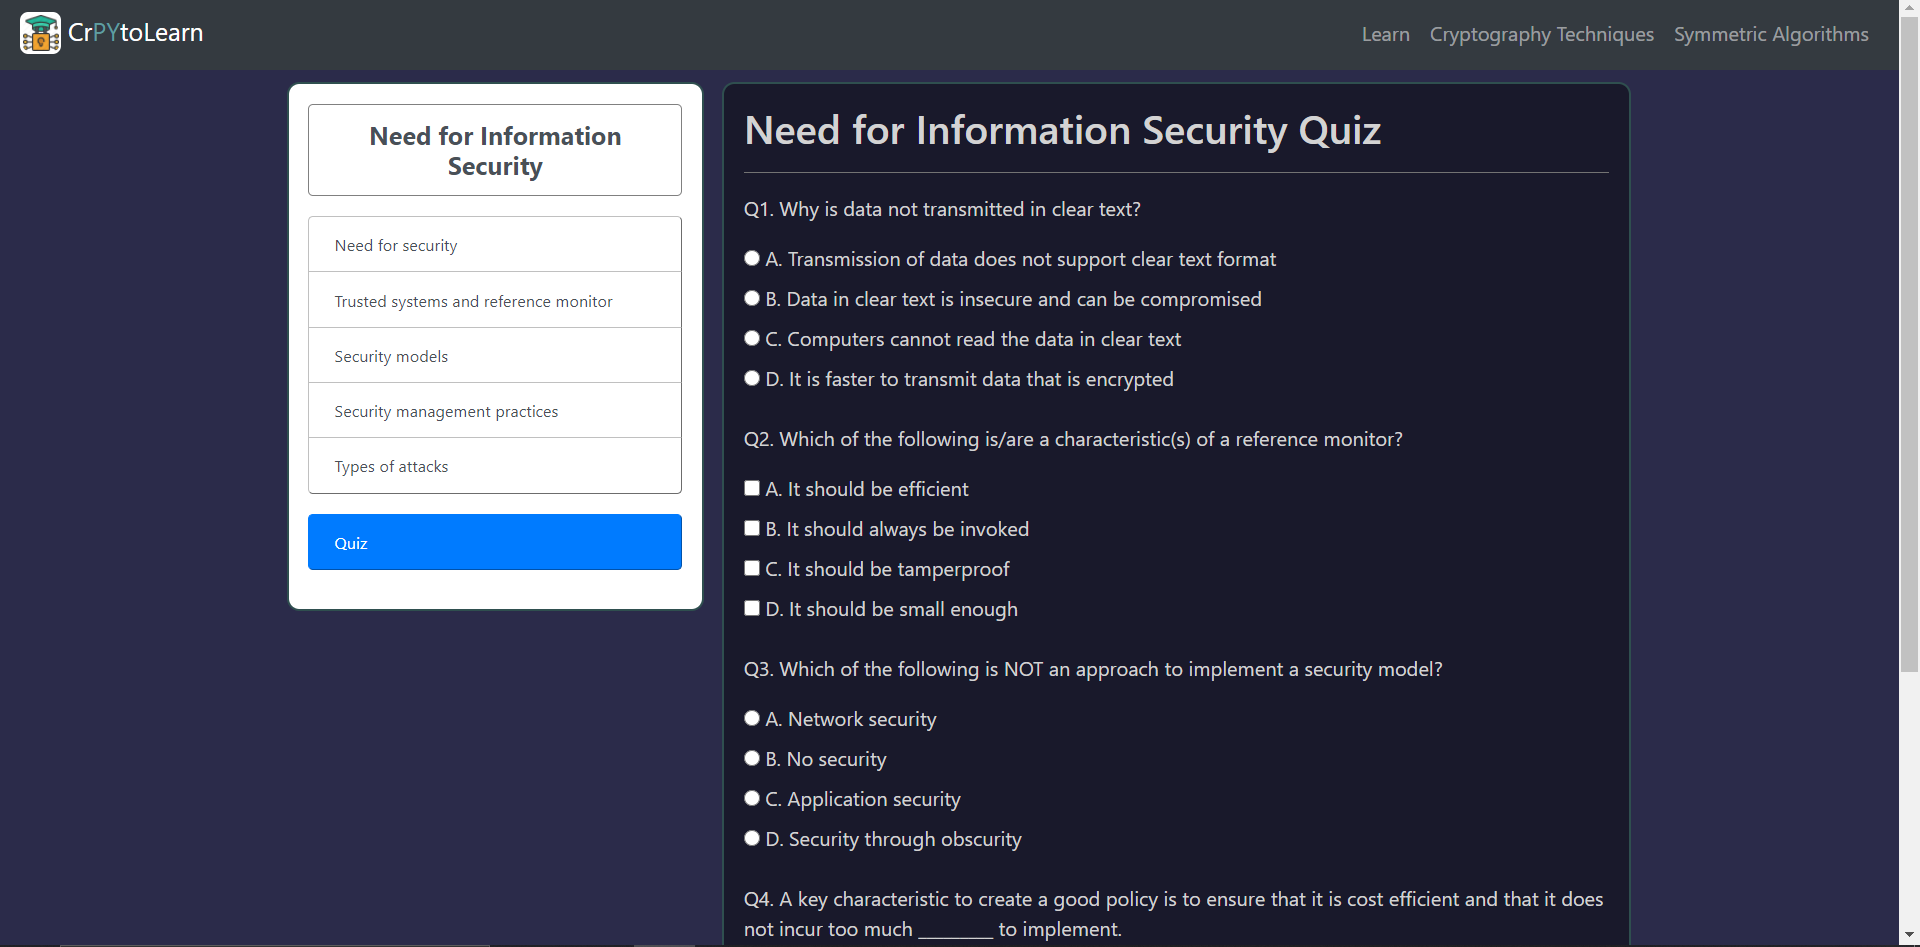 CrPYtoLearn
Learn Cryptography Techniques Symmetric Algorithms
Need for Information
Security
Need for security
Trusted systems and reference monitor
Security models
Security management practices
Types of attacks
Quiz
Need for Information Security Quiz
Q1. Why is data not transmitted in clear text?
A. Transmission of data does not support clear text format
B. Data in clear text is insecure and can be compromised
C. Computers cannot read the data in clear text
D. It is faster to transmit data that is encrypted
Q2. Which of the following is/are a characteristic(s) of a reference monitor?
A. It should be efficient
B. It should always be invoked
C. It should be tamperproof
D. It should be small enough
Q3. Which of the following is NOT an approach to implement a security model?
A. Network security
B. No security
C. Application security
D. Security through obscurity
Q4. A key characteristic to create a good policy is to ensure that it is cost efficient and that it does
not incur too much ________ to implement.